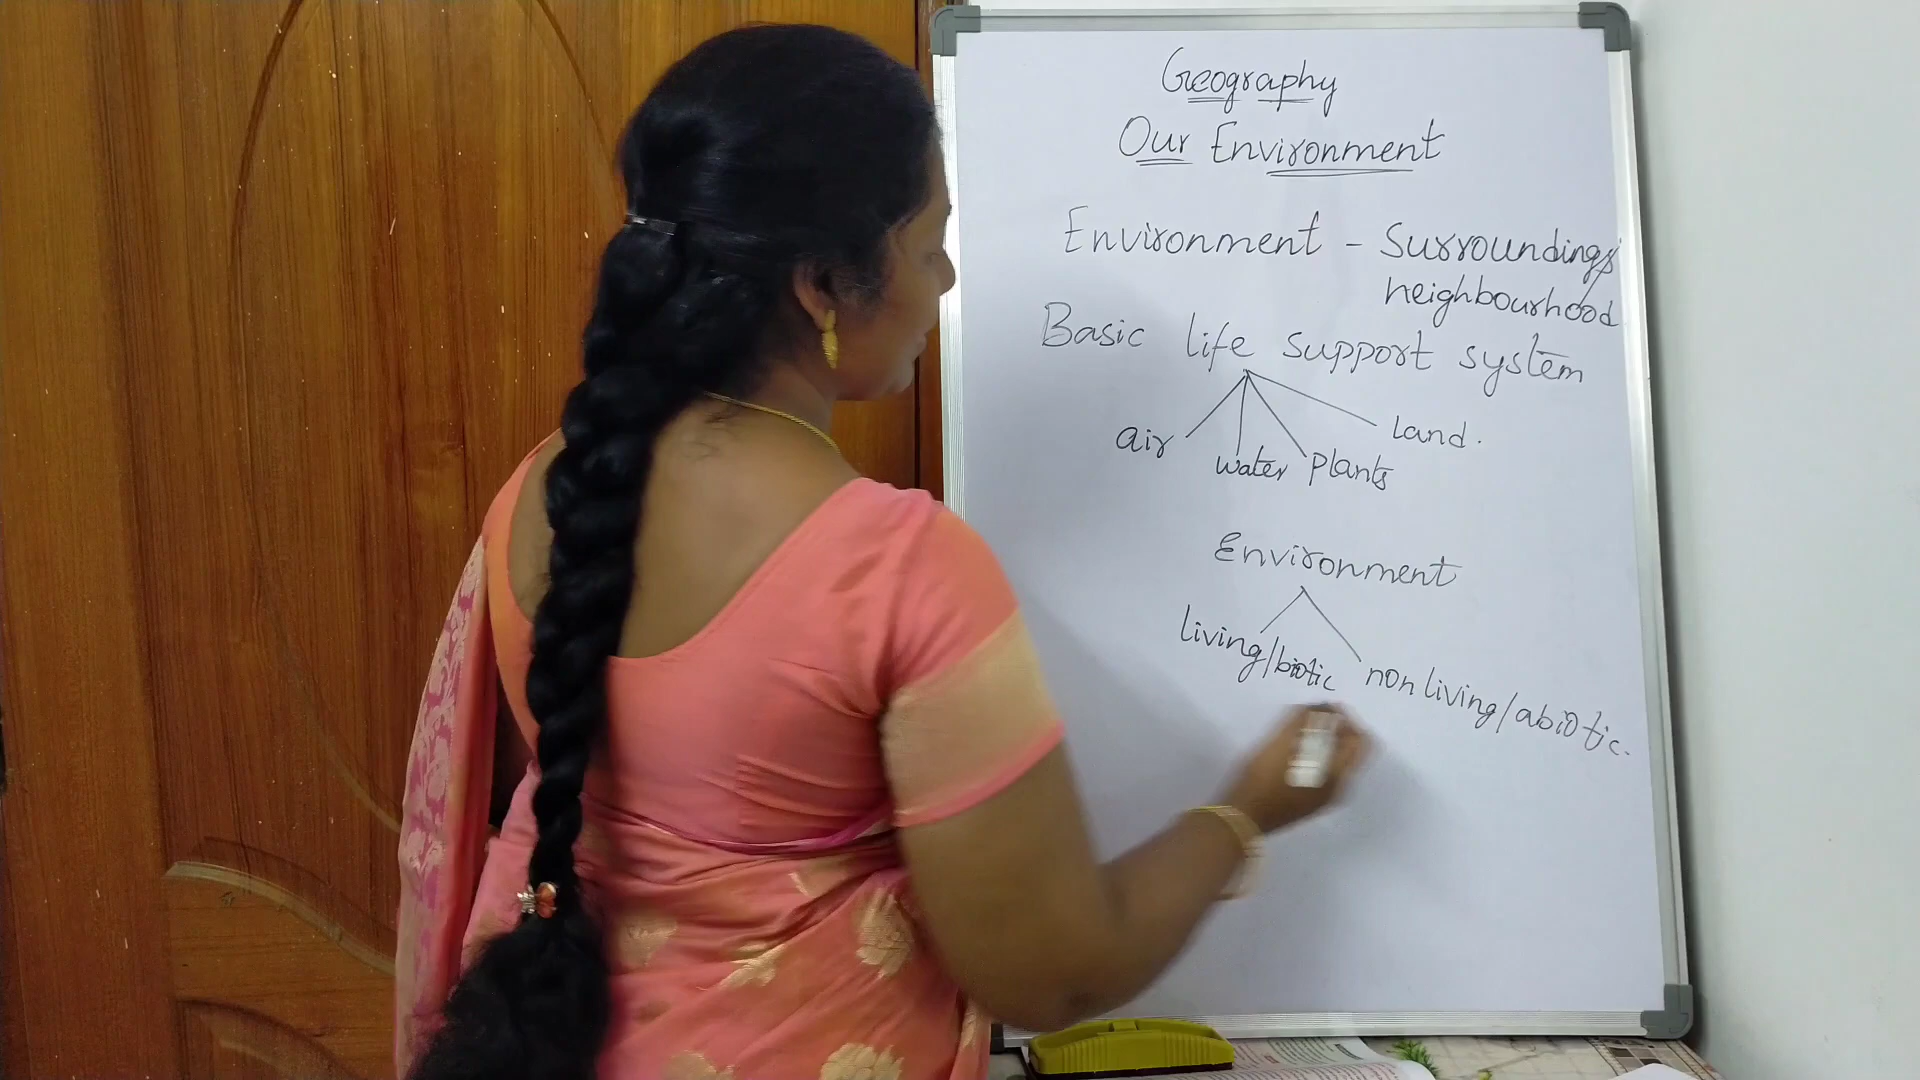 Geography
Our Environment
Environment - Surroundings/
neighbourhood
Basic life support system
air water plants land.
Environment
living/biotic non living/abiotic.